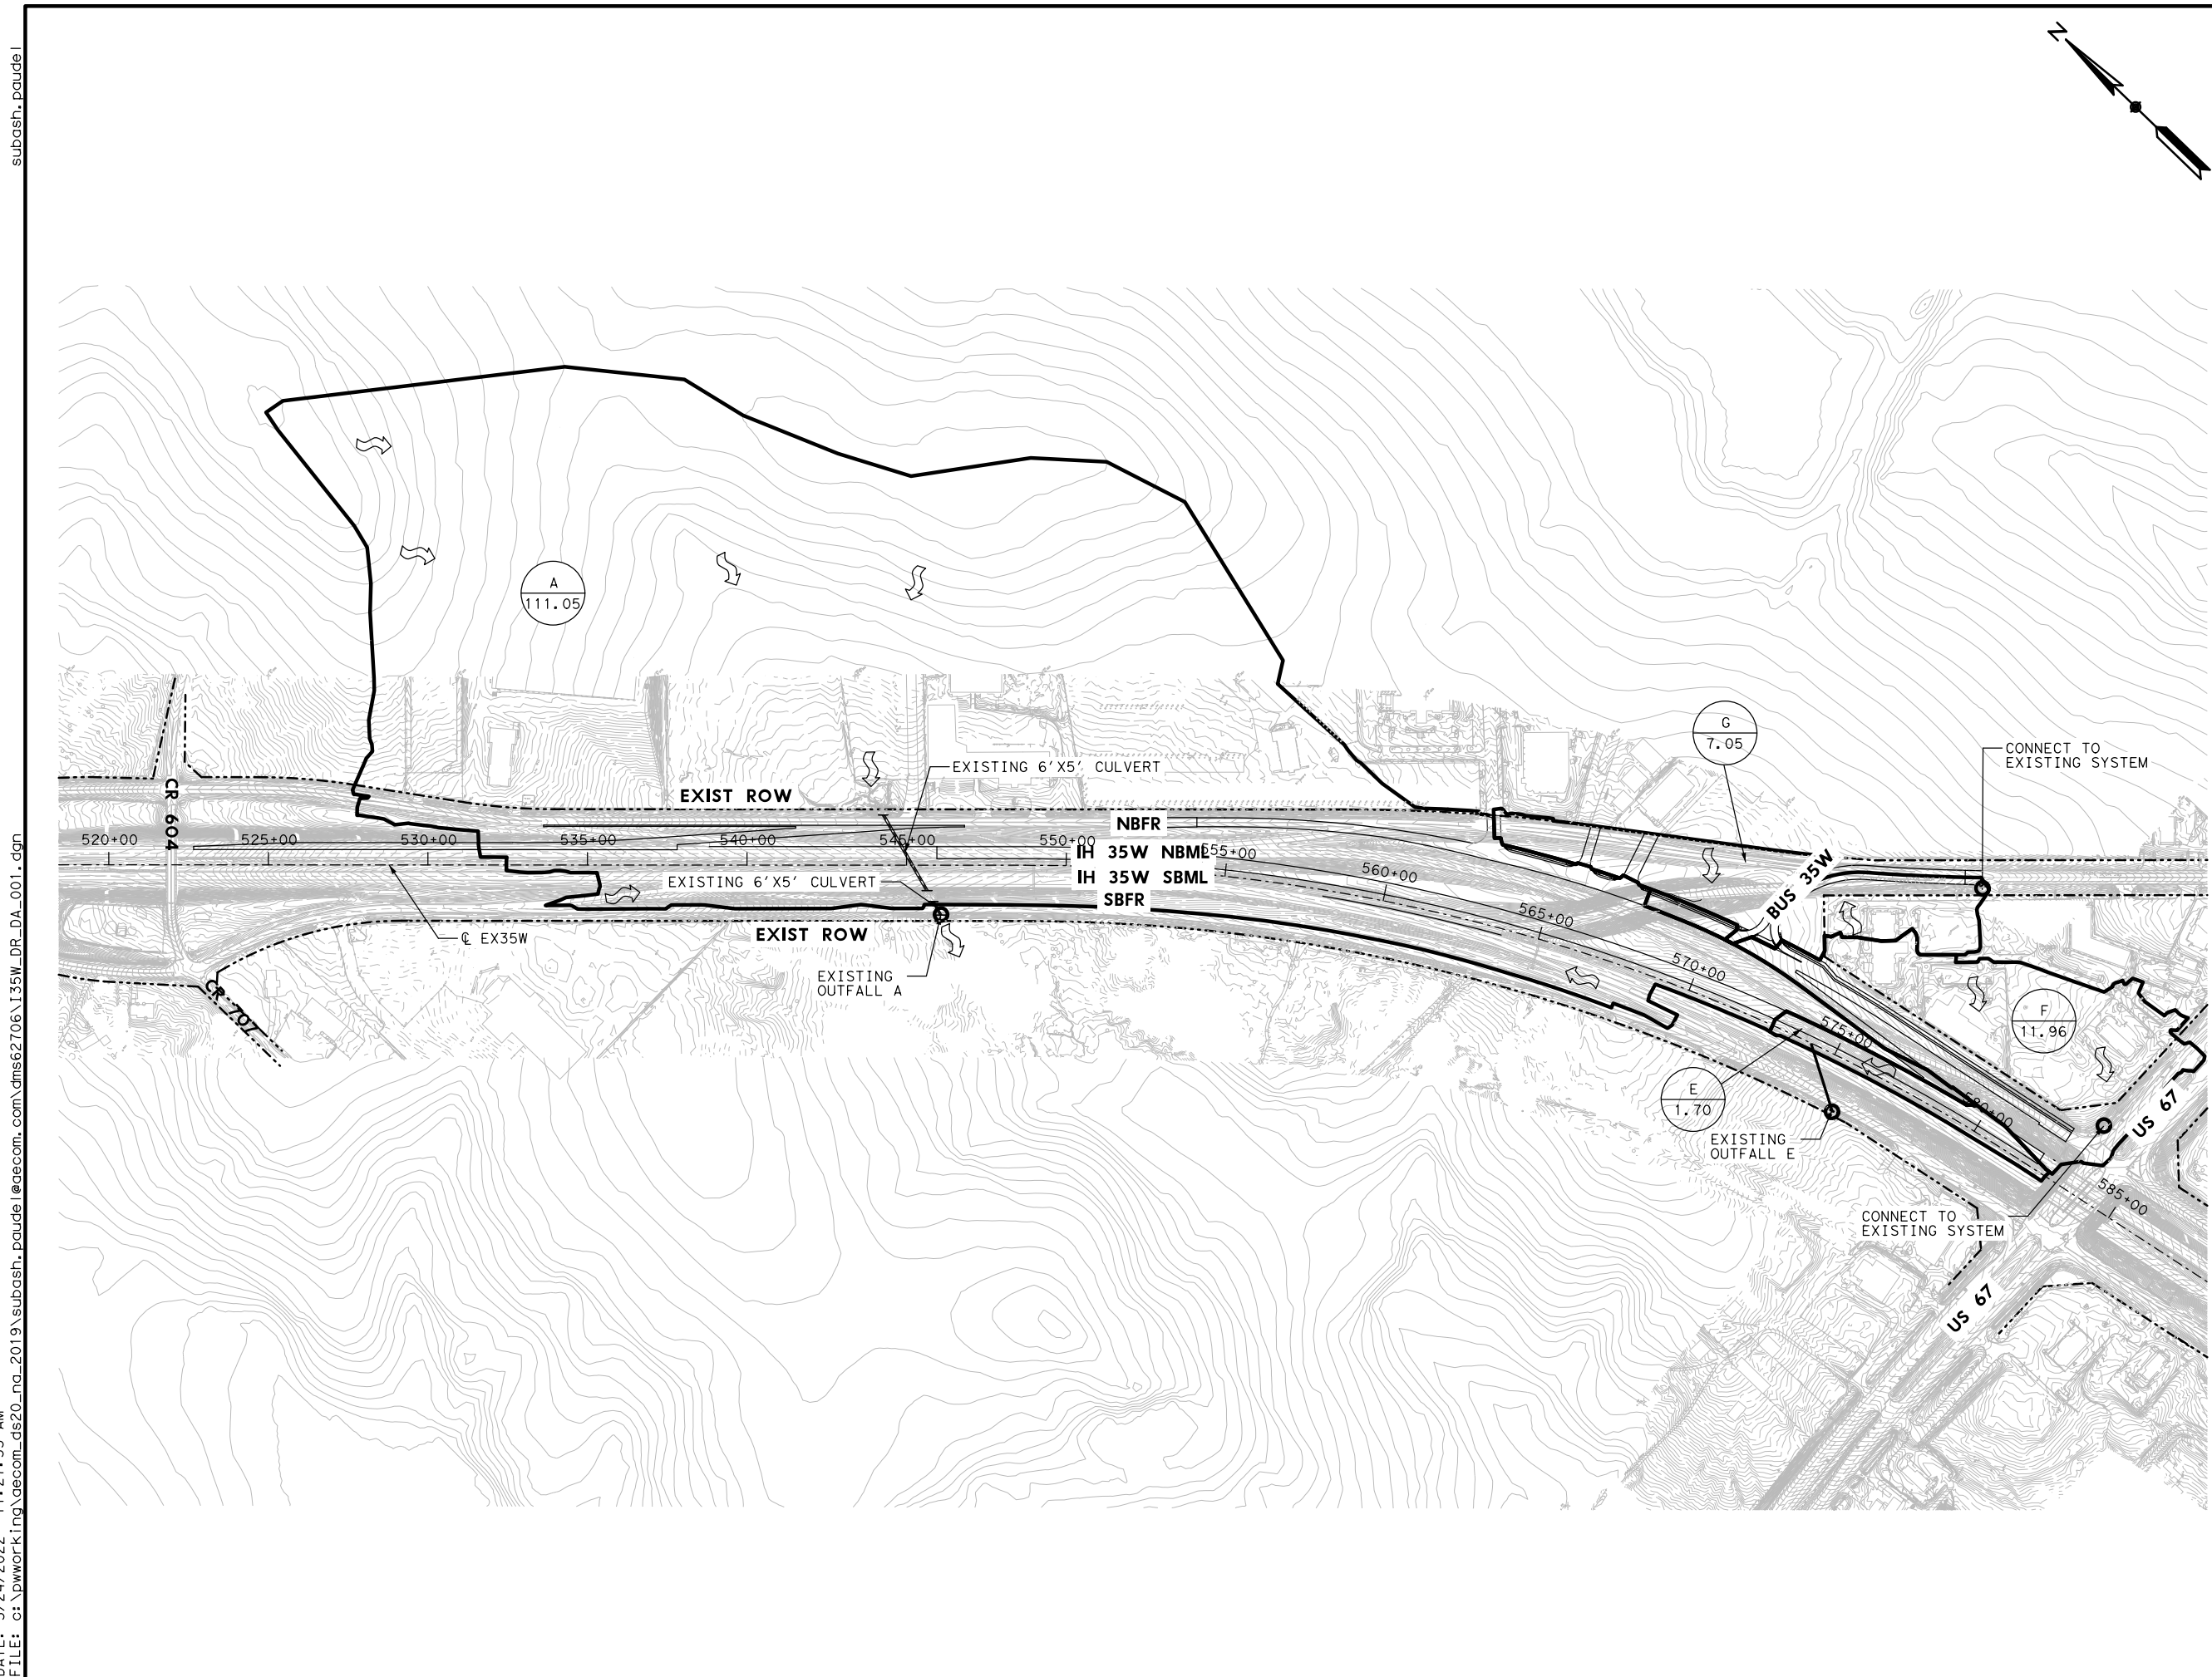 subash.paudel
N
A
111.05
G
7.05
CONNECT TO
EXISTING SYSTEM
EXISTING 6'X5' CULVERT
EXIST ROW
CR 604
NBFR
520+00
525+00
530+00
535+00
540+00
545+00
550+00
IH 35W NBML
555+00
560+00
565+00
570+00
575+00
580+00
585+00
IH 35W SBML
EXISTING 6'X5' CULVERT
SBFR
BUS 35W
EXIST ROW
℄ EX35W
EXISTING
OUTFALL A
CR 707
F
11.96
E
1.70
EXISTING
OUTFALL E
US 67
CONNECT TO
EXISTING SYSTEM
US 67
FILE: c:\pwworking\aecom_ds20_na_2019\subash.paudel@aecom.com\dms62706\I35W_DR_DA_001.dgn